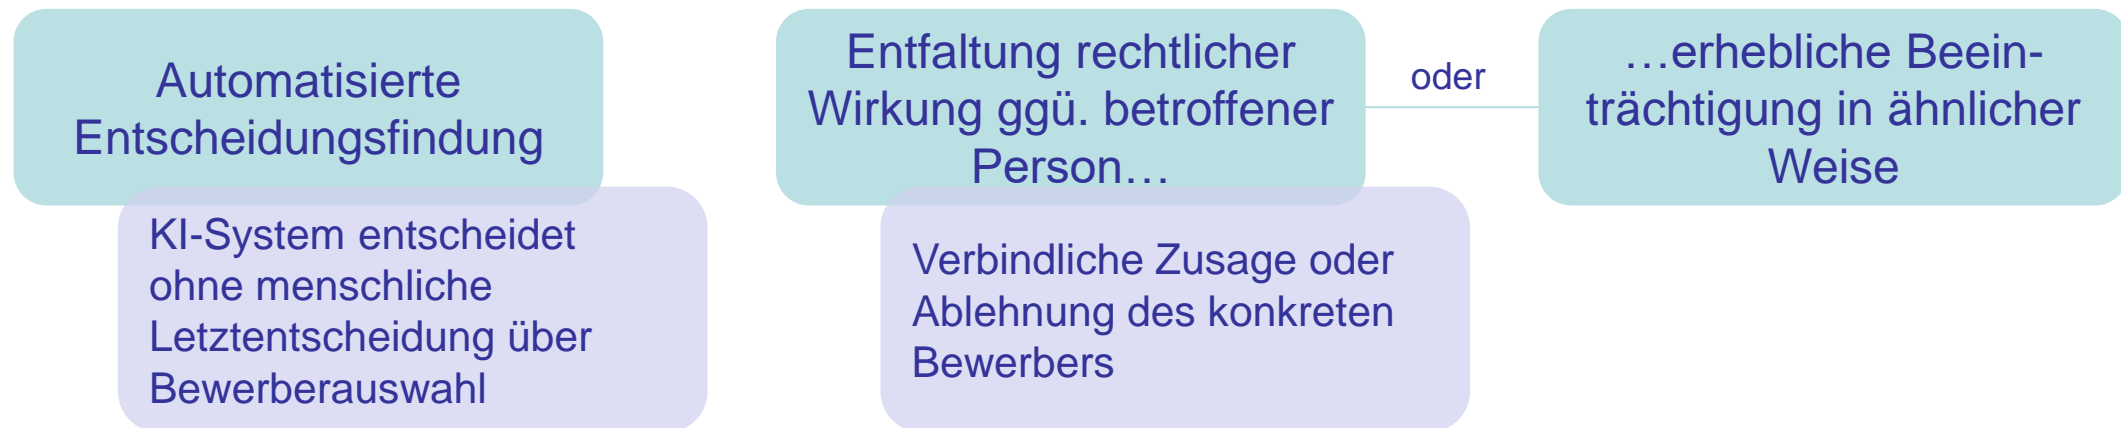 Automatisierte
Entscheidungsfindung
KI-System entscheidet
ohne menschliche
Letztentscheidung über
Bewerberauswahl
Entfaltung rechtlicher
Wirkung ggü. betroffener
Person…
Verbindliche Zusage oder
Ablehnung des konkreten
Bewerbers
oder
…erhebliche Beein-
trächtigung in ähnlicher
Weise